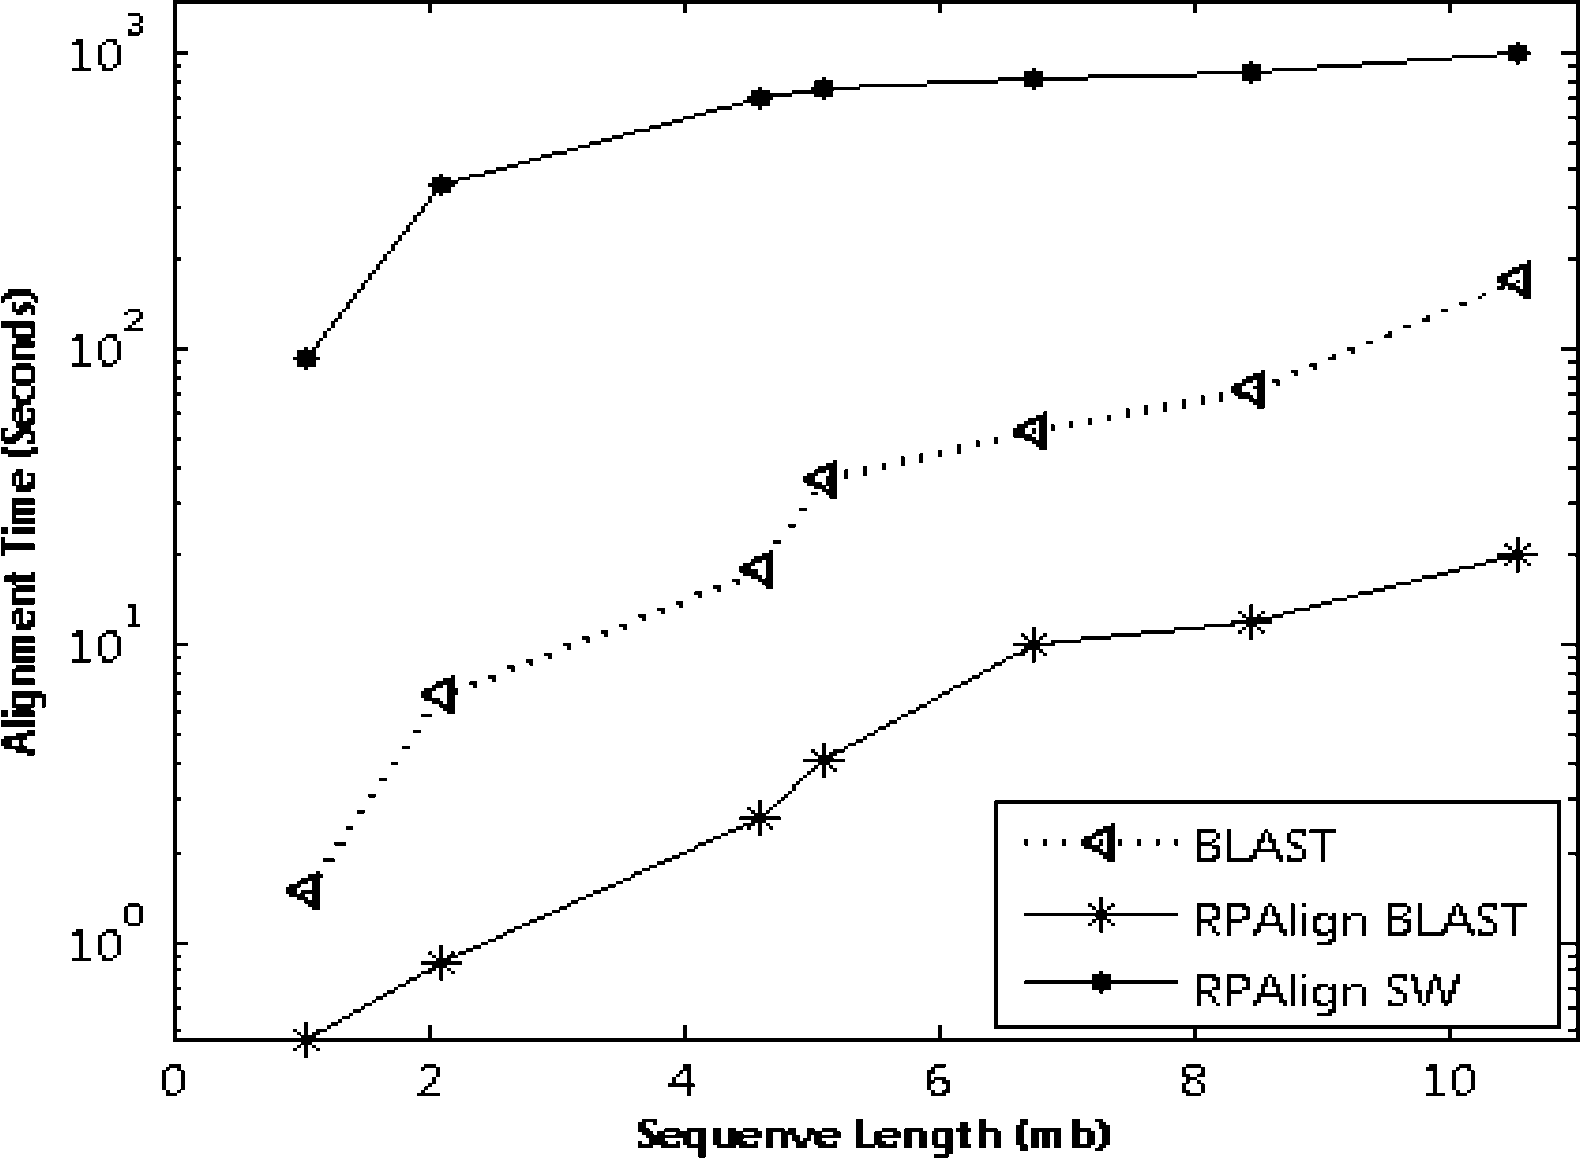 Alignment Time (Seconds)
10^3
10^2
10^1
10^0
0 2 4 6 8 10
Sequenve Length (mb)
BLAST
RPAlign BLAST
RPAlign SW